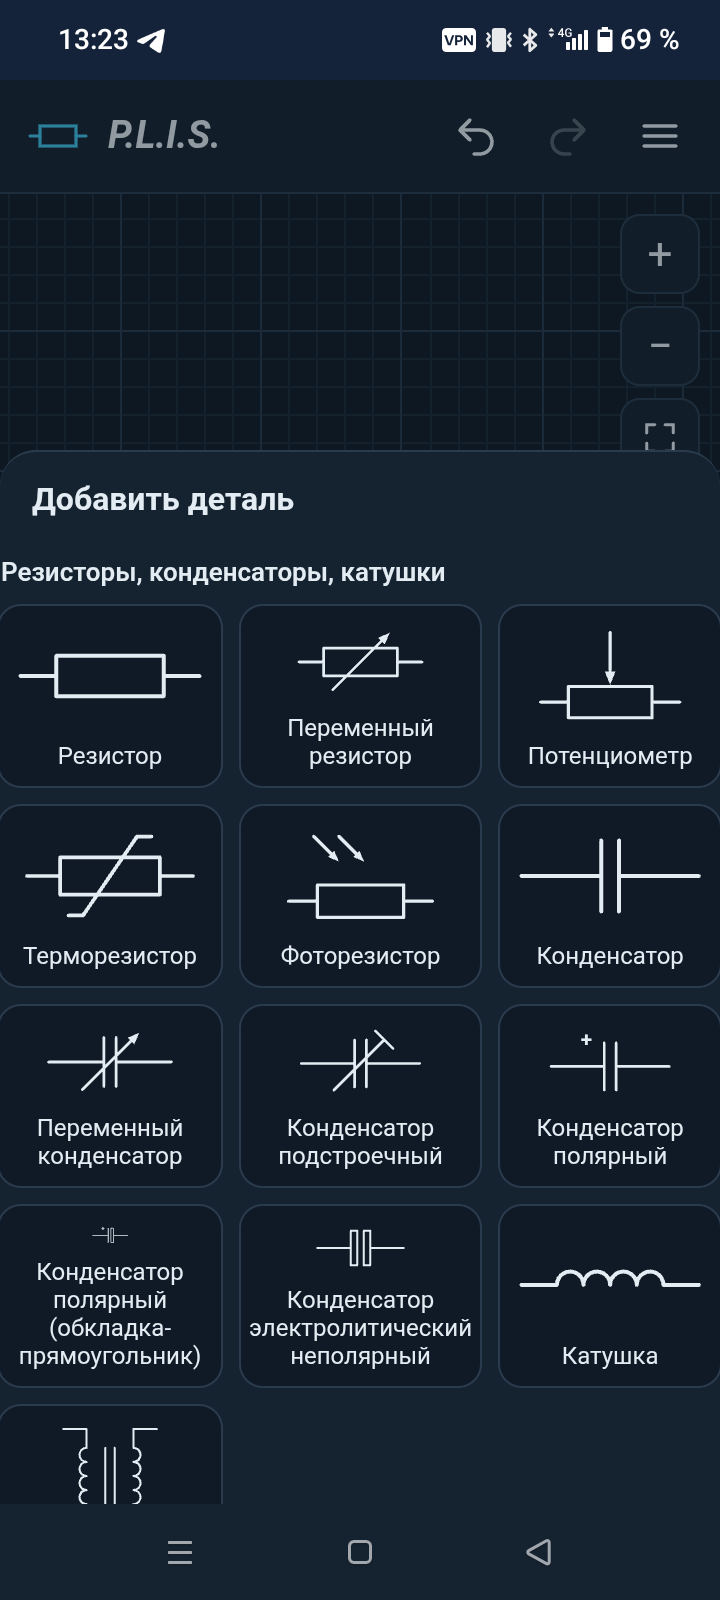 13:23
VPN
4G
69 %
P.L.I.S.
+
−
Добавить деталь
Резисторы, конденсаторы, катушки
Резистор
Переменный
резистор
Потенциометр
Терморезистор
Фоторезистор
Конденсатор
Переменный
конденсатор
Конденсатор
подстроечный
+
Конденсатор
полярный
Конденсатор
полярный
(обкладка-
прямоугольник)
Конденсатор
электролитический
неполярный
Катушка